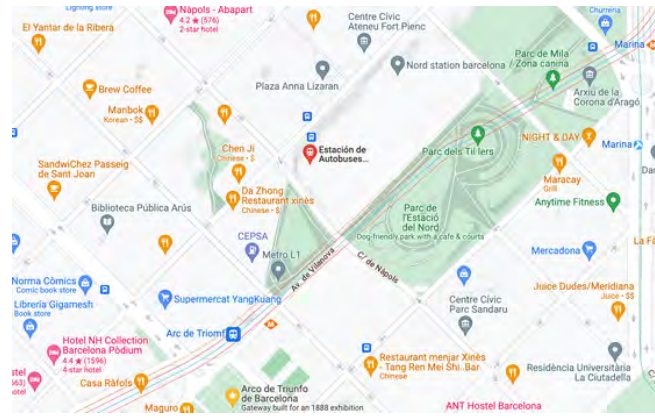 Lighting store
Nàpols - Abapart
4.2 ★ (576)
2-star hotel
El Yantar de la Ribera
Centre Cívic
Ateneu Fort Pienc
Churreria
Marina
Parc de Mila /
Zona canina
Nord station barcelona
Plaza Anna Lizaran
Brew Coffee
Manbok
Korean • $$
Arxiu de la
Corona d'Aragó
NIGHT & DAY
Marina
Chen Ji
Chinese • $
Estación de
Autobuses...
Parc dels Til·lers
SandwiChez Passeig
de Sant Joan
Da Zhong
Restaurant xinès
Chinese • $
Maracay
Grill
Biblioteca Pública Arús
Parc de
l'Estació
del Nord
Dog-friendly park with a cafe & courts
Anytime Fitness
CEPSA
Metro L1
Av. de Vilanova
C/ de Nàpols
Mercadona
La Fà
Norma Còmics
Comic book store
Librería Gigamesh
Book store
Supermercat YangKuang
Juice Dudes/Meridiana
Juice • $$
Centre Cívic
Parc Sandaru
Arc de Triomf
Hotel NH Collection
Barcelona Pòdium
4.4 ★ (1596)
4-star hotel
Restaurant menjar Xinès
- Tang Ren Mei Shi. Bar
Chinese
Residència Universitària
La Ciutadella
stel
563)
hotel
Casa Ràfols
Arco de Triunfo
de Barcelona
Gateway built for an 1888 exhibition
Maguro
ANT Hostel Barcelona